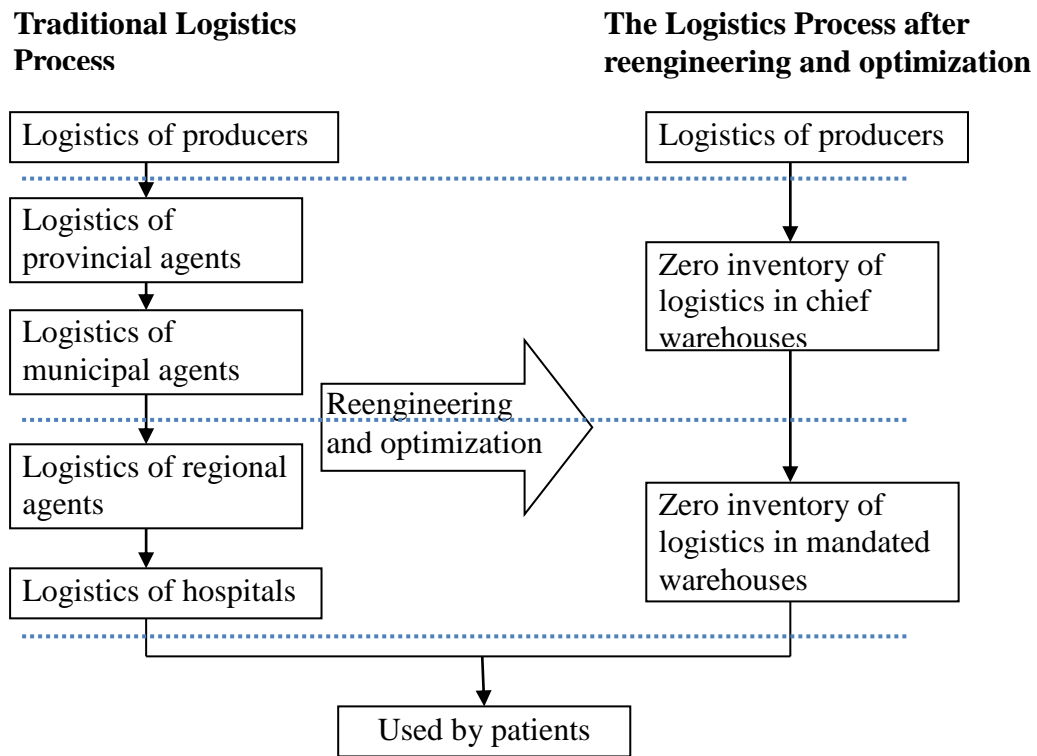 Traditional Logistics
Process
The Logistics Process after
reengineering and optimization
Logistics of producers
Logistics of
provincial agents
Logistics of
municipal agents
Logistics of regional
agents
Logistics of hospitals
Reengineering
and optimization
Logistics of producers
Zero inventory of
logistics in chief
warehouses
Zero inventory of
logistics in mandated
warehouses
Used by patients